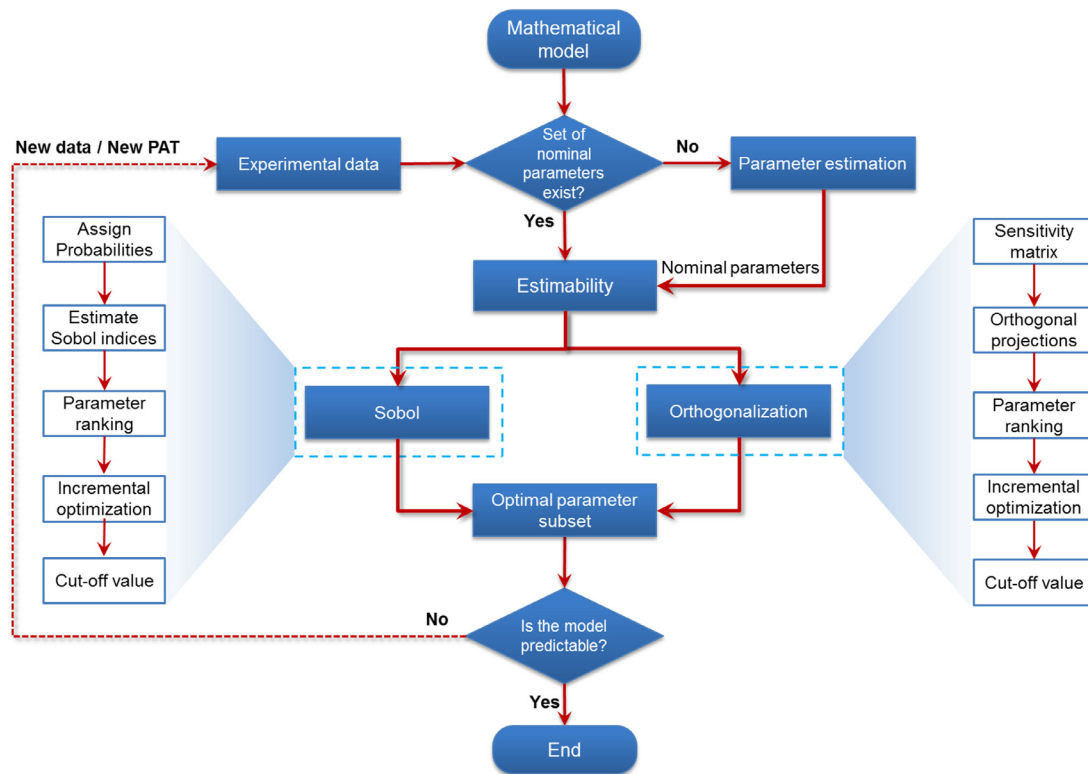 Mathematical
model
New data / New PAT
Experimental data
Set of
nominal
parameters
exist?
No
Parameter estimation
Yes
Nominal parameters
Estimability
Assign
Probabilities
Estimate
Sobol indices
Parameter
ranking
Incremental
optimization
Cut-off value
Sobol
Orthogonalization
Sensitivity
matrix
Orthogonal
projections
Parameter
ranking
Incremental
optimization
Cut-off value
Optimal parameter
subset
No
Is the model
predictable?
Yes
End